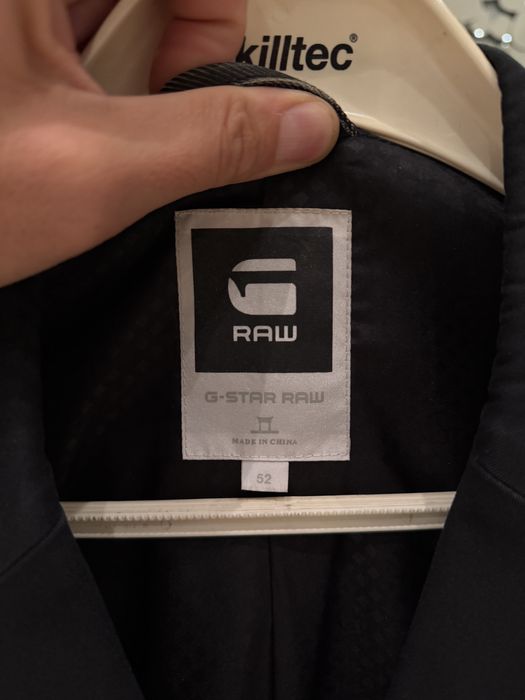 killtec®
RAW
G-STAR RAW
MADE IN CHINA
52